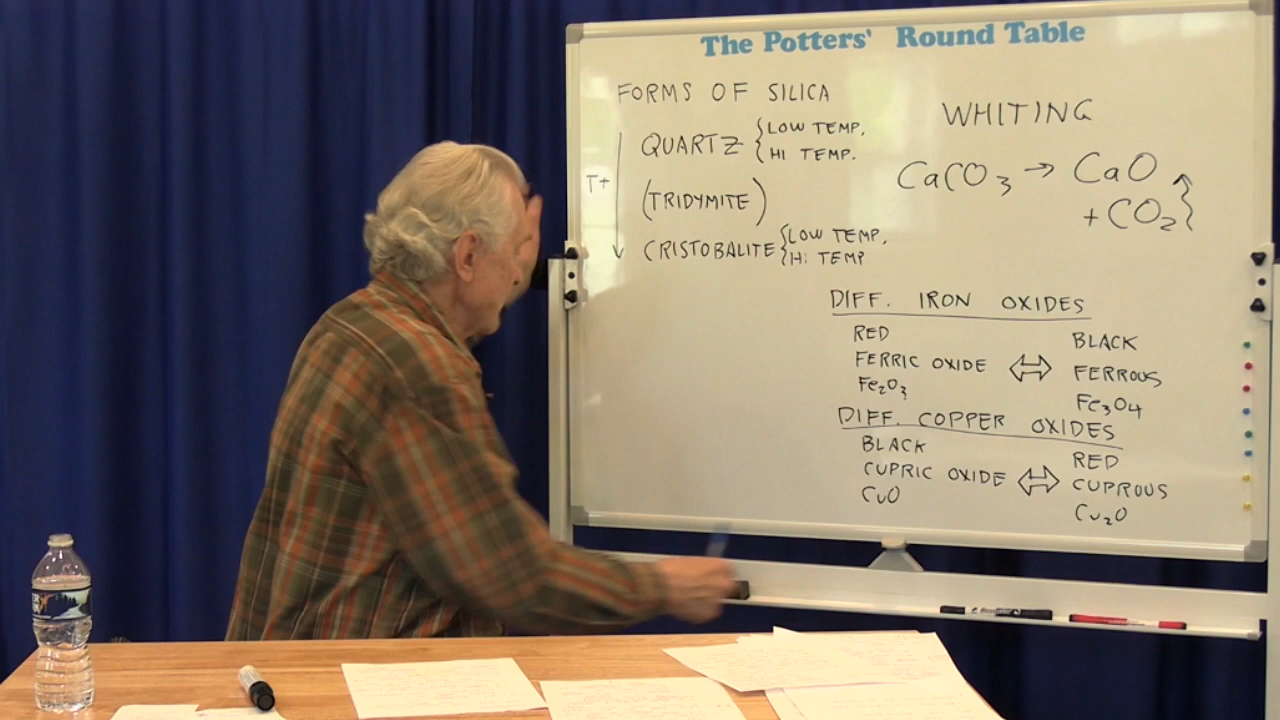 The Potters' Round Table
FORMS OF SILICA
T+
QUARTZ { LOW TEMP.
HI TEMP.
(TRIDYMITE)
CRISTOBALITE { LOW TEMP.
Hi TEMP
WHITING
CaCO3 → CaO
+ CO2
DIFF. IRON OXIDES
RED
FERRIC OXIDE
Fe2O3
⇔
BLACK
FERROUS
Fe3O4
DIFF. COPPER OXIDES
BLACK
CUPRIC OXIDE
CuO
⇔
RED
CUPROUS
Cu2O